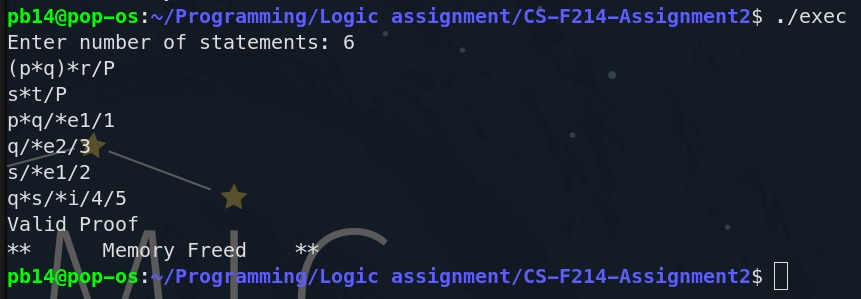 pb14@pop-os:~/Programming/Logic assignment/CS-F214-Assignment2$ ./exec
Enter number of statements: 6
(p*q)*r/P
s*t/P
p*q/*e1/1
q/*e2/3
s/*e1/2
q*s/*i/4/5
Valid Proof
**      Memory Freed    **
pb14@pop-os:~/Programming/Logic assignment/CS-F214-Assignment2$